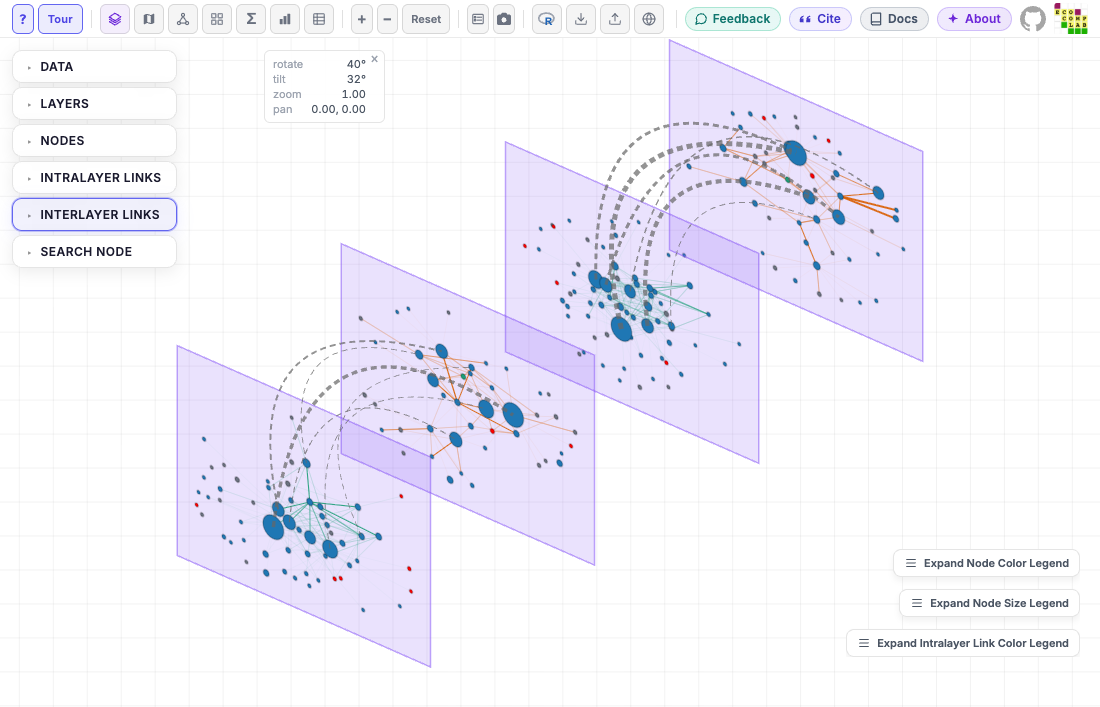 ?
Tour
Σ
+
−
Reset
R
Feedback
Cite
Docs
About
ECO
COMP
LAB
DATA
LAYERS
NODES
INTRALAYER LINKS
INTERLAYER LINKS
SEARCH NODE
rotate 40°
tilt 32°
zoom 1.00
pan 0.00, 0.00
Expand Node Color Legend
Expand Node Size Legend
Expand Intralayer Link Color Legend